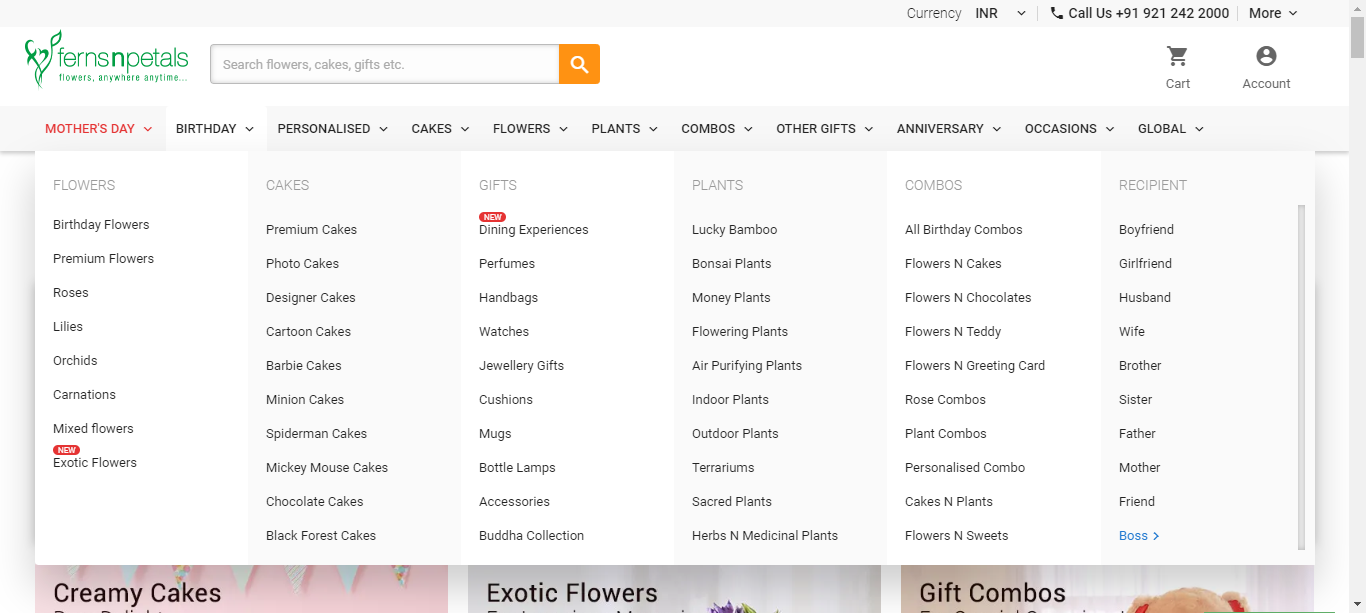 Currency INR Call Us +91 921 242 2000 More
fernsnpetals
flowers, anywhere anytime...
Search flowers, cakes, gifts etc.
Cart
Account
MOTHER'S DAY BIRTHDAY PERSONALISED CAKES FLOWERS PLANTS COMBOS OTHER GIFTS ANNIVERSARY OCCASIONS GLOBAL
FLOWERS
Birthday Flowers
Premium Flowers
Roses
Lilies
Orchids
Carnations
Mixed flowers
NEW
Exotic Flowers
CAKES
Premium Cakes
Photo Cakes
Designer Cakes
Cartoon Cakes
Barbie Cakes
Minion Cakes
Spiderman Cakes
Mickey Mouse Cakes
Chocolate Cakes
Black Forest Cakes
GIFTS
NEW
Dining Experiences
Perfumes
Handbags
Watches
Jewellery Gifts
Cushions
Mugs
Bottle Lamps
Accessories
Buddha Collection
PLANTS
Lucky Bamboo
Bonsai Plants
Money Plants
Flowering Plants
Air Purifying Plants
Indoor Plants
Outdoor Plants
Terrariums
Sacred Plants
Herbs N Medicinal Plants
COMBOS
All Birthday Combos
Flowers N Cakes
Flowers N Chocolates
Flowers N Teddy
Flowers N Greeting Card
Rose Combos
Plant Combos
Personalised Combo
Cakes N Plants
Flowers N Sweets
RECIPIENT
Boyfriend
Girlfriend
Husband
Wife
Brother
Sister
Father
Mother
Friend
Boss
Creamy Cakes
Exotic Flowers
Gift Combos